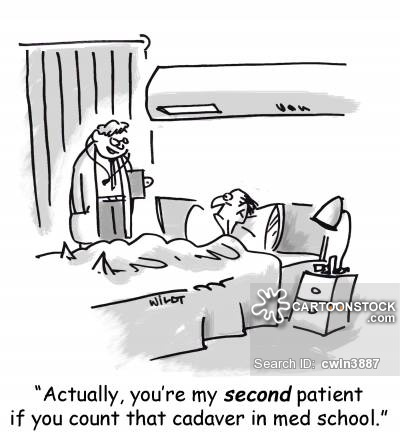 WILDT
CARTOONSTOCK
.com
Search ID: cwln3887
“Actually, you’re my second patient
if you count that cadaver in med school.”